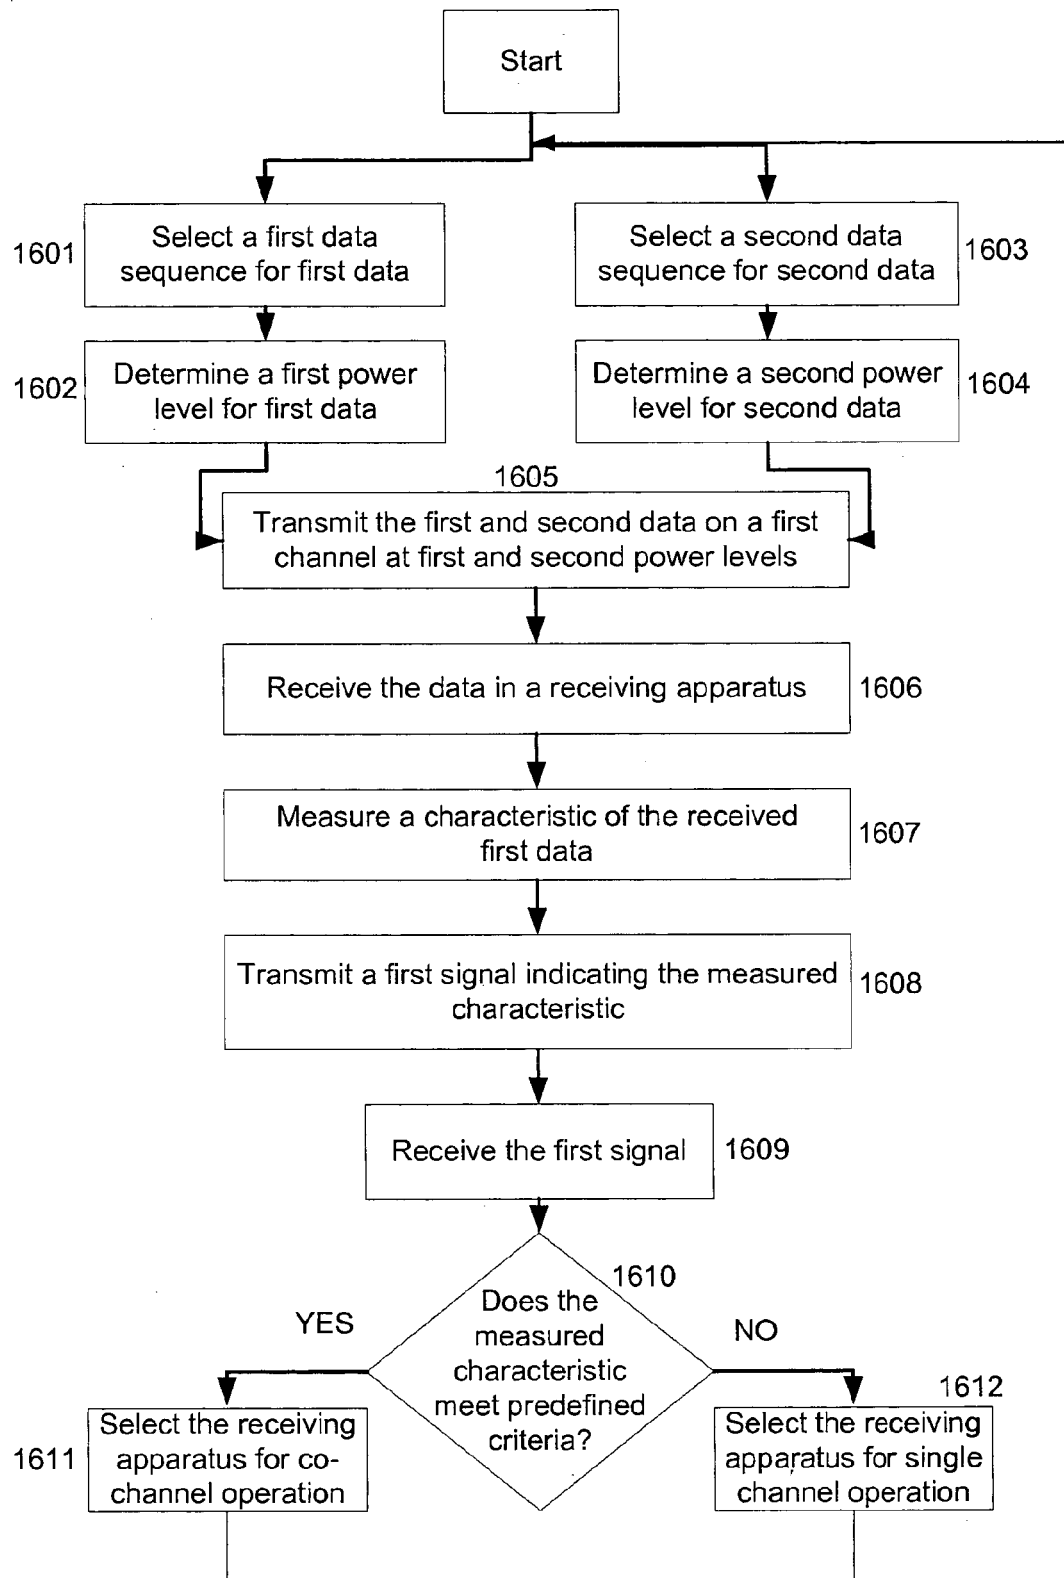 Start
1601
Select a first data
sequence for first data
Select a second data
sequence for second data
1603
1602
Determine a first power
level for first data
Determine a second power
level for second data
1604
1605
Transmit the first and second data on a first
channel at first and second power levels
Receive the data in a receiving apparatus
1606
Measure a characteristic of the received
first data
1607
Transmit a first signal indicating the measured
characteristic
1608
Receive the first signal
1609
1610
Does the
measured
characteristic
meet predefined
criteria?
YES
NO
1611
Select the receiving
apparatus for co-
channel operation
1612
Select the receiving
apparatus for single
channel operation